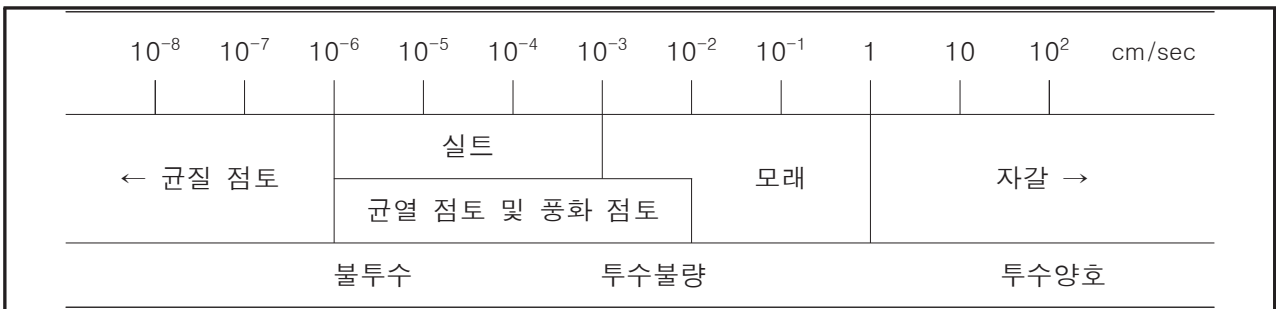 10⁻⁸ 10⁻⁷ 10⁻⁶ 10⁻⁵ 10⁻⁴ 10⁻³ 10⁻² 10⁻¹ 1 10 10² cm/sec
실트
← 균질 점토 모래 자갈 →
균열 점토 및 풍화 점토
불투수 투수불량 투수양호